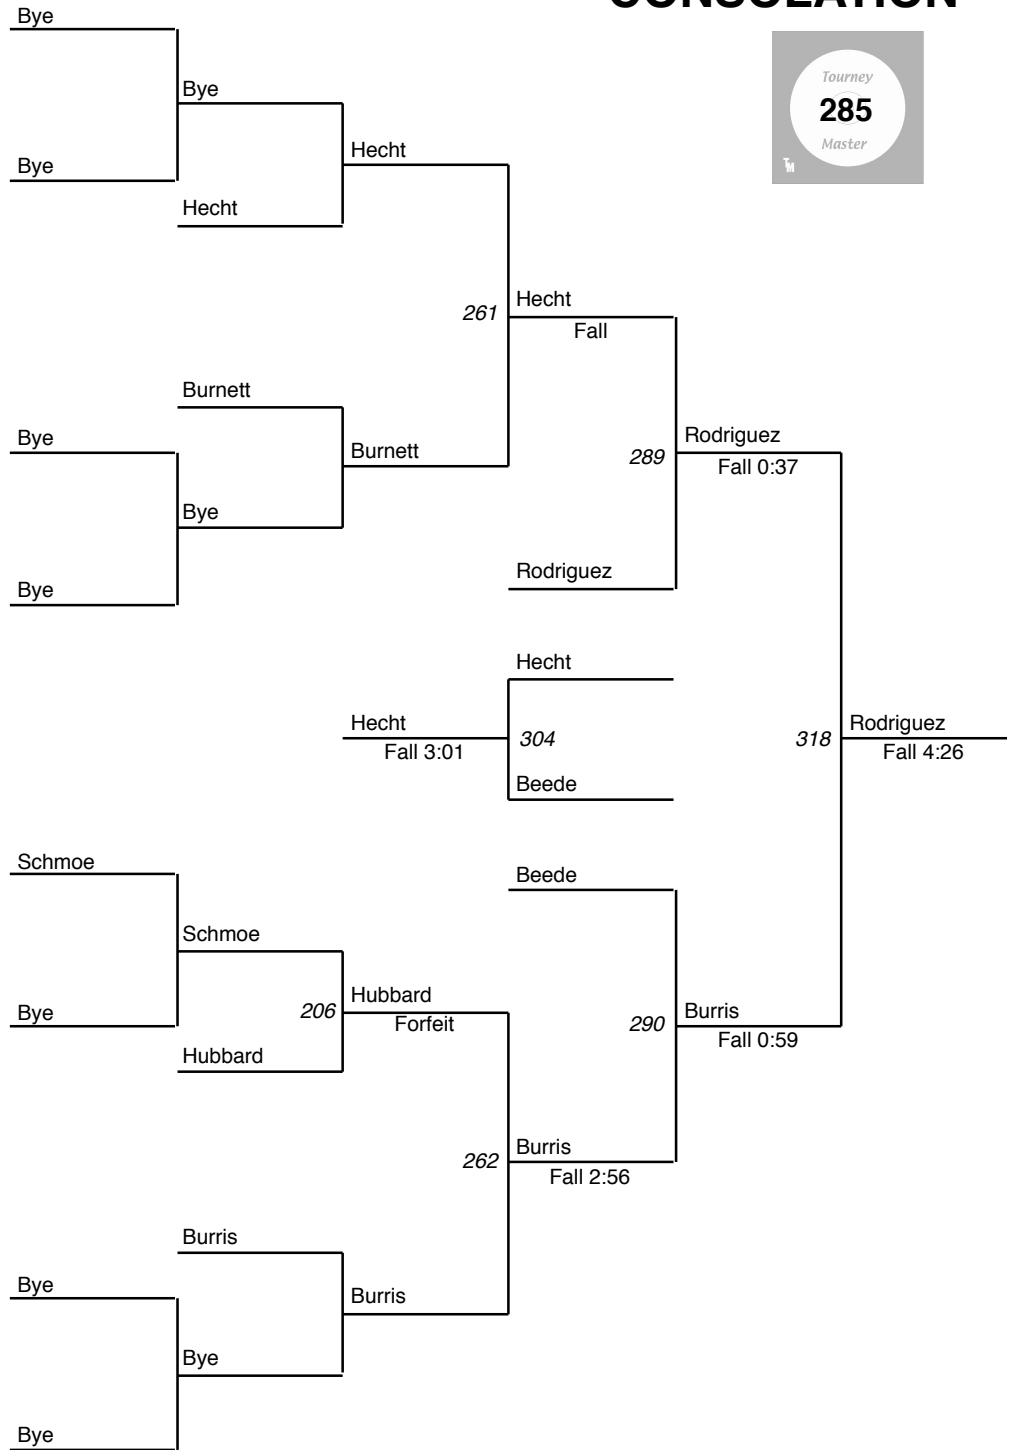 CONSOLATION
Bye
Tourney
285
Master
TM
Bye
Hecht
Bye
Hecht
Hecht
261
Fall
Burnett
Bye
Burnett
Rodriguez
289
Fall 0:37
Bye
Rodriguez
Bye
Hecht
Hecht
304
318
Rodriguez
Fall 3:01
Fall 4:26
Beede
Schmoe
Beede
Schmoe
Hubbard
206
Forfeit
Bye
Burris
290
Fall 0:59
Hubbard
Burris
262
Fall 2:56
Burris
Bye
Burris
Bye
Bye